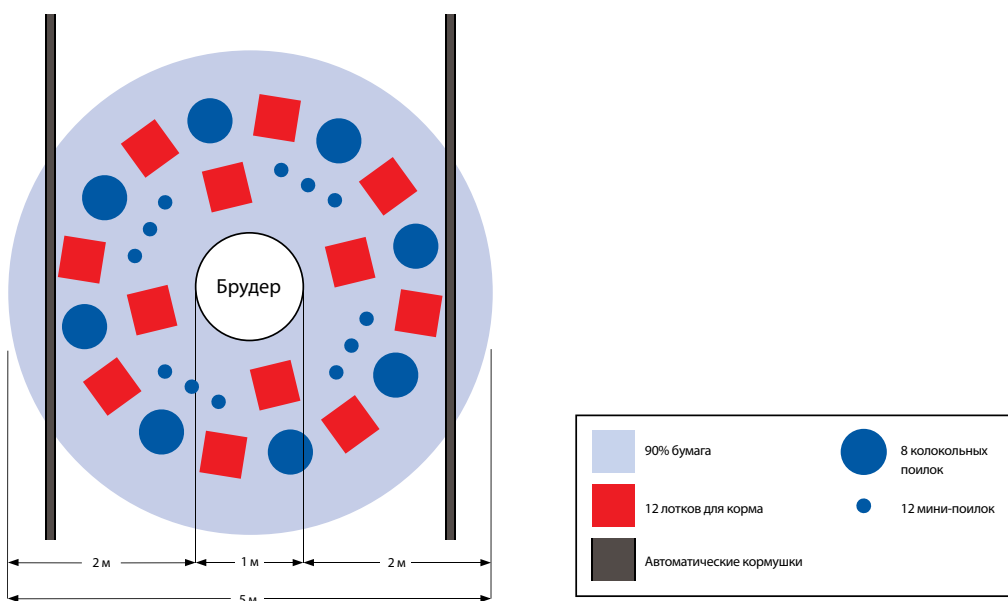 Брудер
2 м
1 м
2 м
5 м
90% бумага
12 лотков для корма
Автоматические кормушки
8 колокольных
поилок
12 мини-поилок